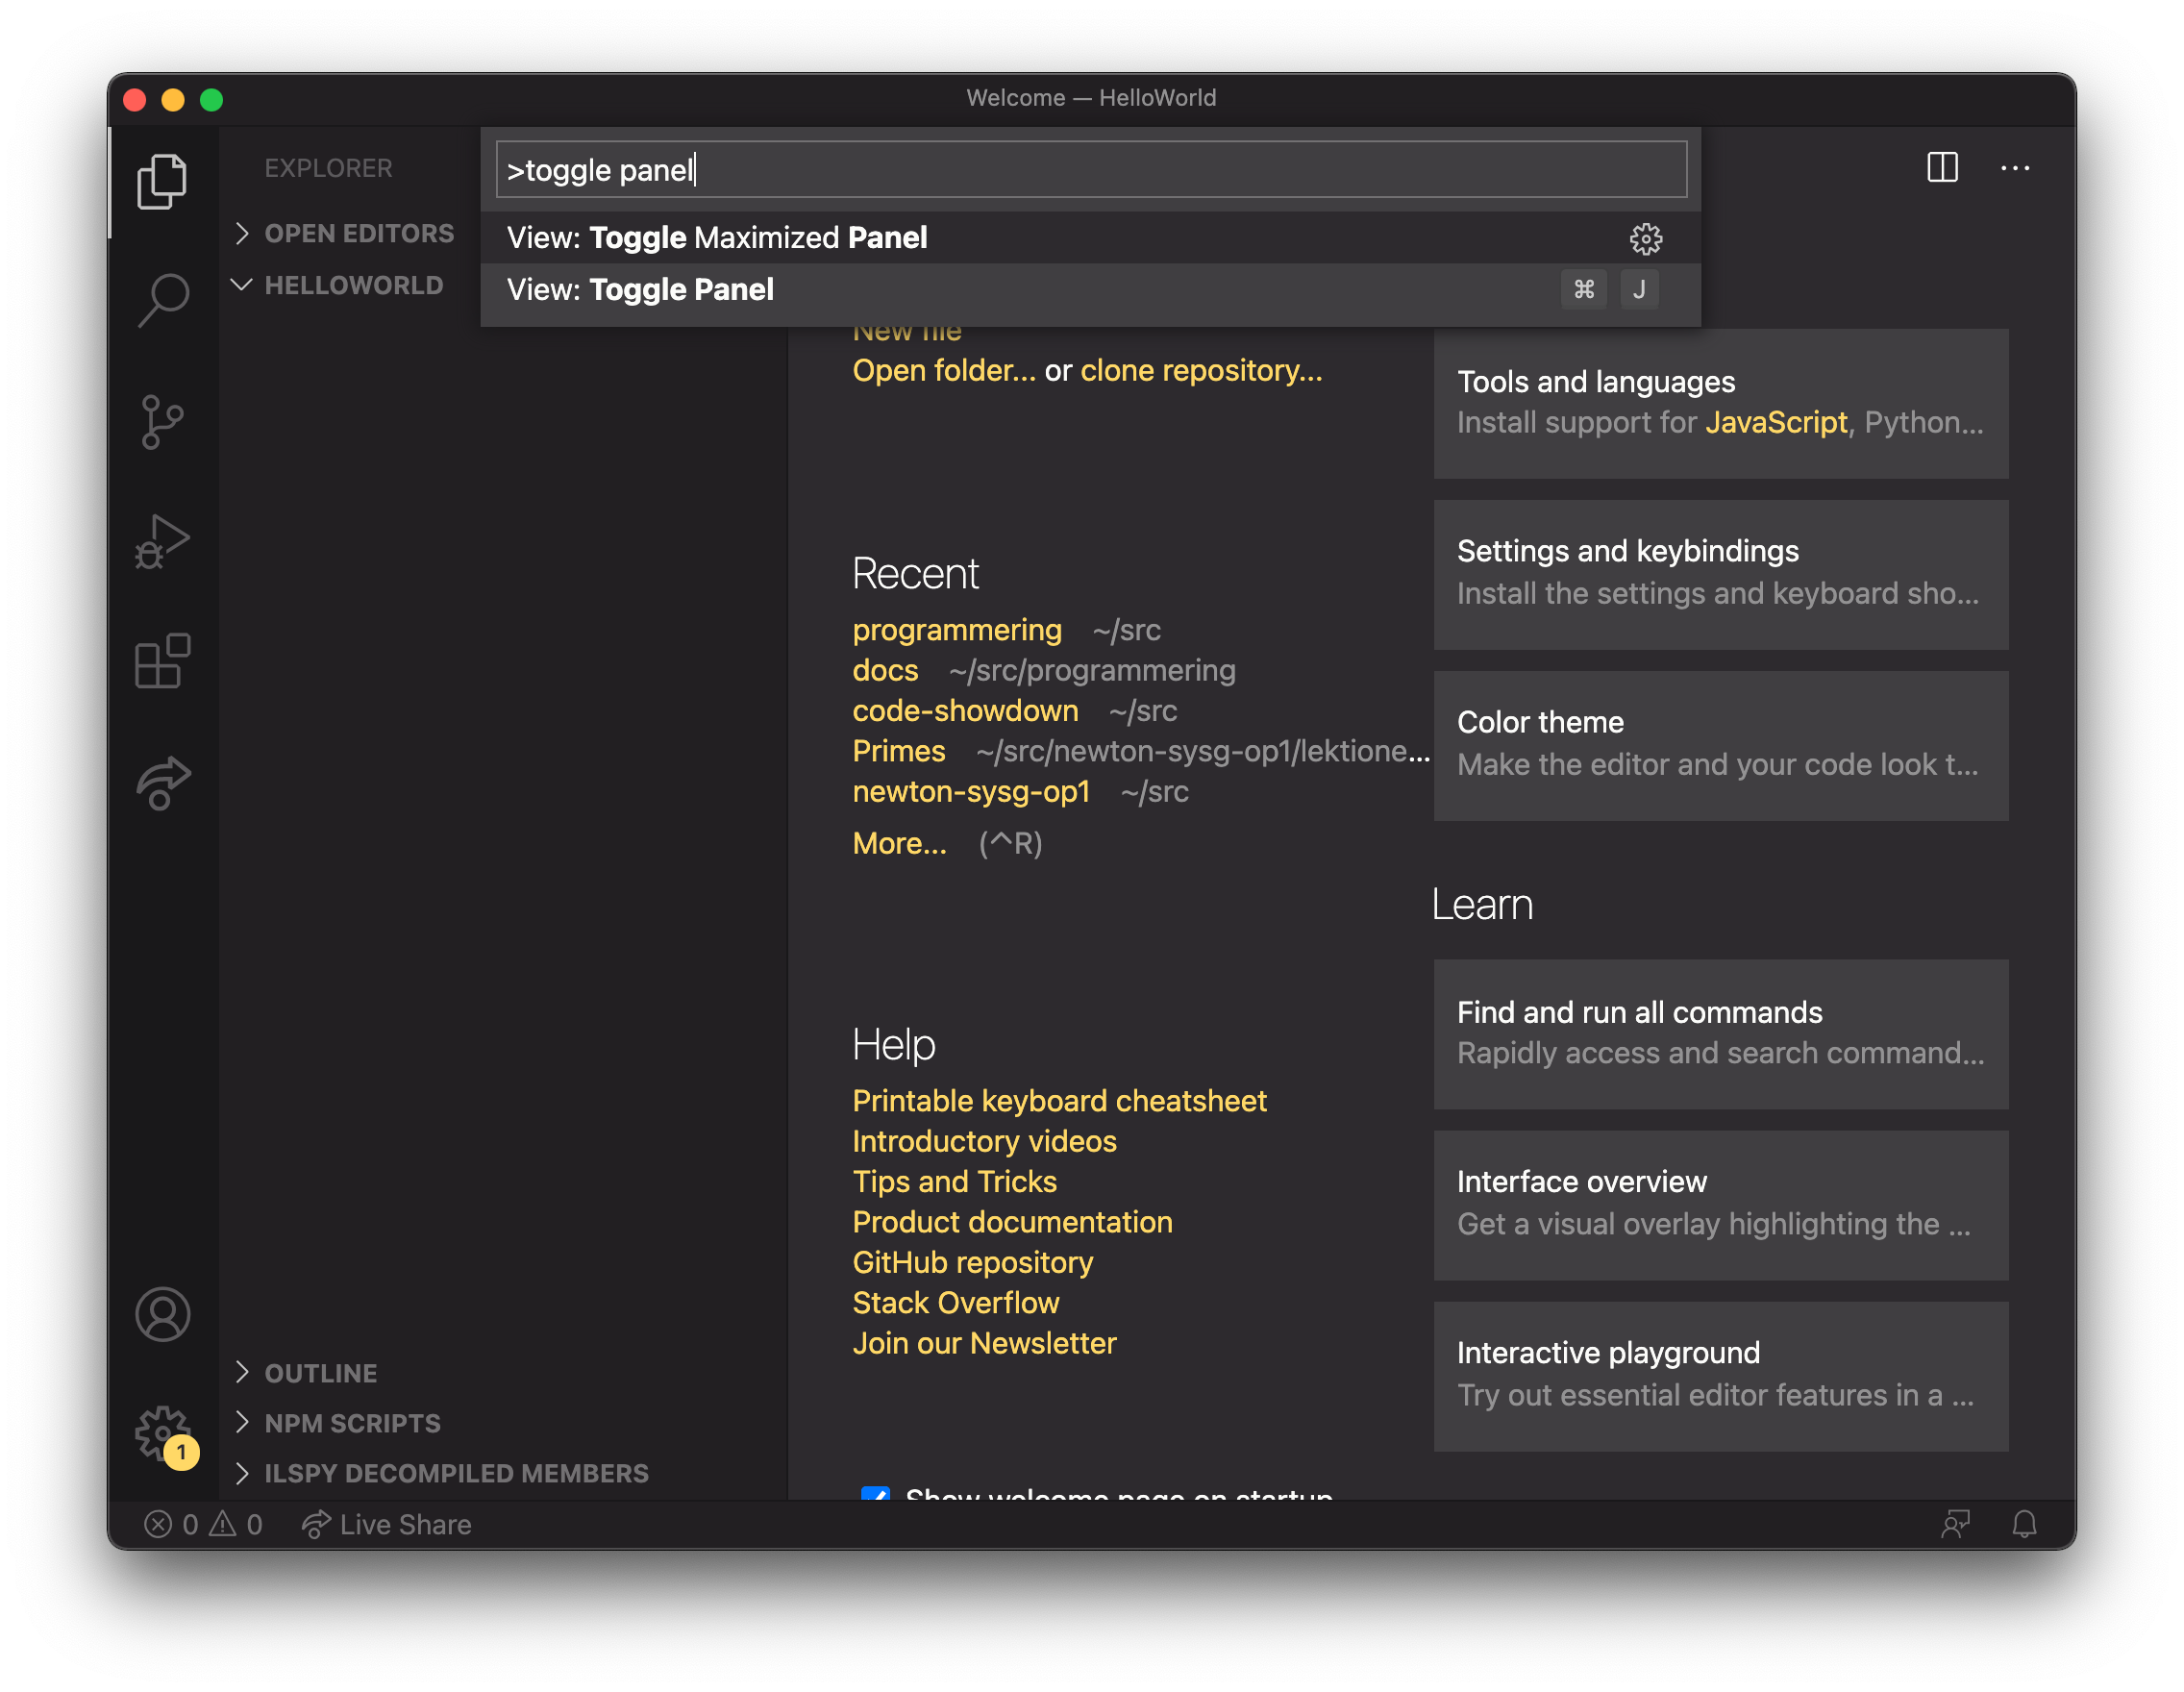 Welcome — HelloWorld
EXPLORER
OPEN EDITORS
HELLOWORLD
>toggle panel
View: Toggle Maximized Panel
View: Toggle Panel ⌘ J
New file
Open folder... or clone repository...
Recent
programmering ~/src
docs ~/src/programmering
code-showdown ~/src
Primes ~/src/newton-sysg-op1/lektione...
newton-sysg-op1 ~/src
More... (^R)
Help
Printable keyboard cheatsheet
Introductory videos
Tips and Tricks
Product documentation
GitHub repository
Stack Overflow
Join our Newsletter
Show welcome page on startup
Tools and languages
Install support for JavaScript, Python...
Settings and keybindings
Install the settings and keyboard sho...
Color theme
Make the editor and your code look t...
Learn
Find and run all commands
Rapidly access and search command...
Interface overview
Get a visual overlay highlighting the ...
Interactive playground
Try out essential editor features in a ...
OUTLINE
NPM SCRIPTS
ILSPY DECOMPILED MEMBERS
1
0 0 Live Share